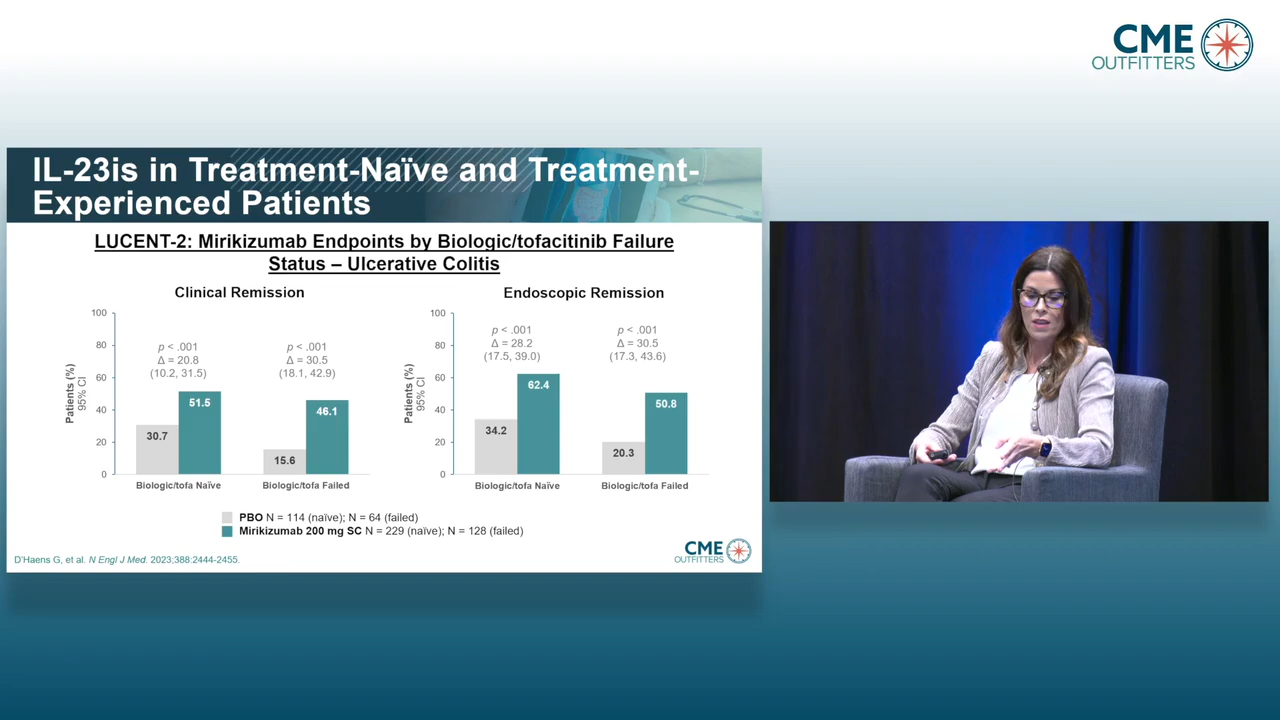 CME
OUTFITTERS
IL-23is in Treatment-Naïve and Treatment-
Experienced Patients
LUCENT-2: Mirikizumab Endpoints by Biologic/tofacitinib Failure
Status – Ulcerative Colitis
Clinical Remission
Patients (%)
95% CI
100
80
60
40
20
0
p < .001
Δ = 20.8
(10.2, 31.5)
p < .001
Δ = 30.5
(18.1, 42.9)
30.7
51.5
15.6
46.1
Biologic/tofa Naïve
Biologic/tofa Failed
Endoscopic Remission
Patients (%)
95% CI
100
80
60
40
20
0
p < .001
Δ = 28.2
(17.5, 39.0)
p < .001
Δ = 30.5
(17.3, 43.6)
34.2
62.4
20.3
50.8
Biologic/tofa Naïve
Biologic/tofa Failed
PBO N = 114 (naïve); N = 64 (failed)
Mirikizumab 200 mg SC N = 229 (naïve); N = 128 (failed)
D'Haens G, et al. N Engl J Med. 2023;388:2444-2455.
CME
OUTFITTERS